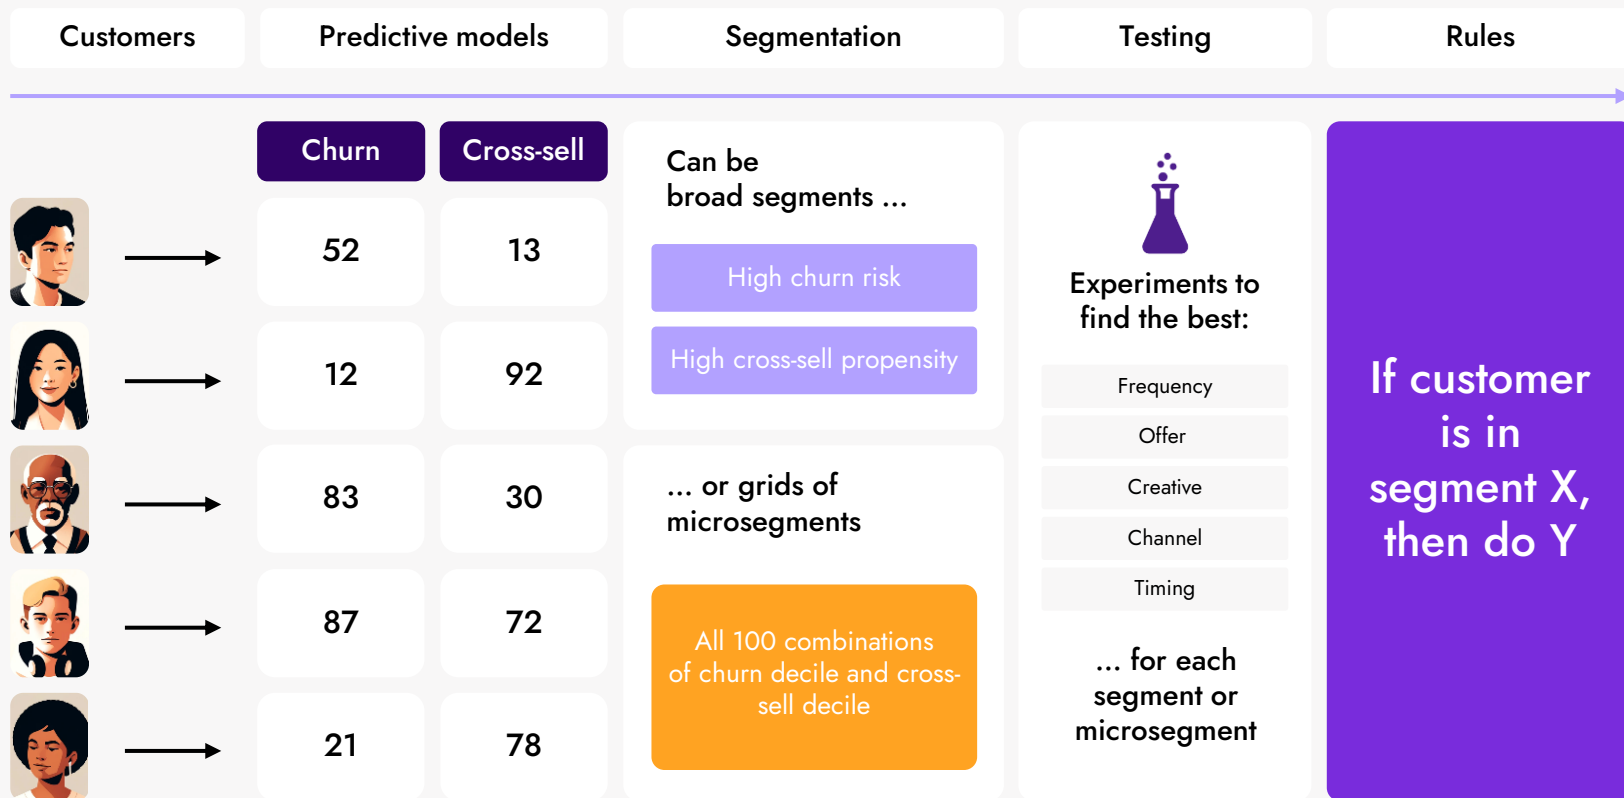 Customers
Predictive models
Segmentation
Testing
Rules
Churn
Cross-sell
52
13
12
92
83
30
87
72
21
78
Can be
broad segments ...
High churn risk
High cross-sell propensity
... or grids of
microsegments
All 100 combinations
of churn decile and cross-
sell decile
Experiments to
find the best:
Frequency
Offer
Creative
Channel
Timing
... for each
segment or
microsegment
If customer
is in
segment X,
then do Y